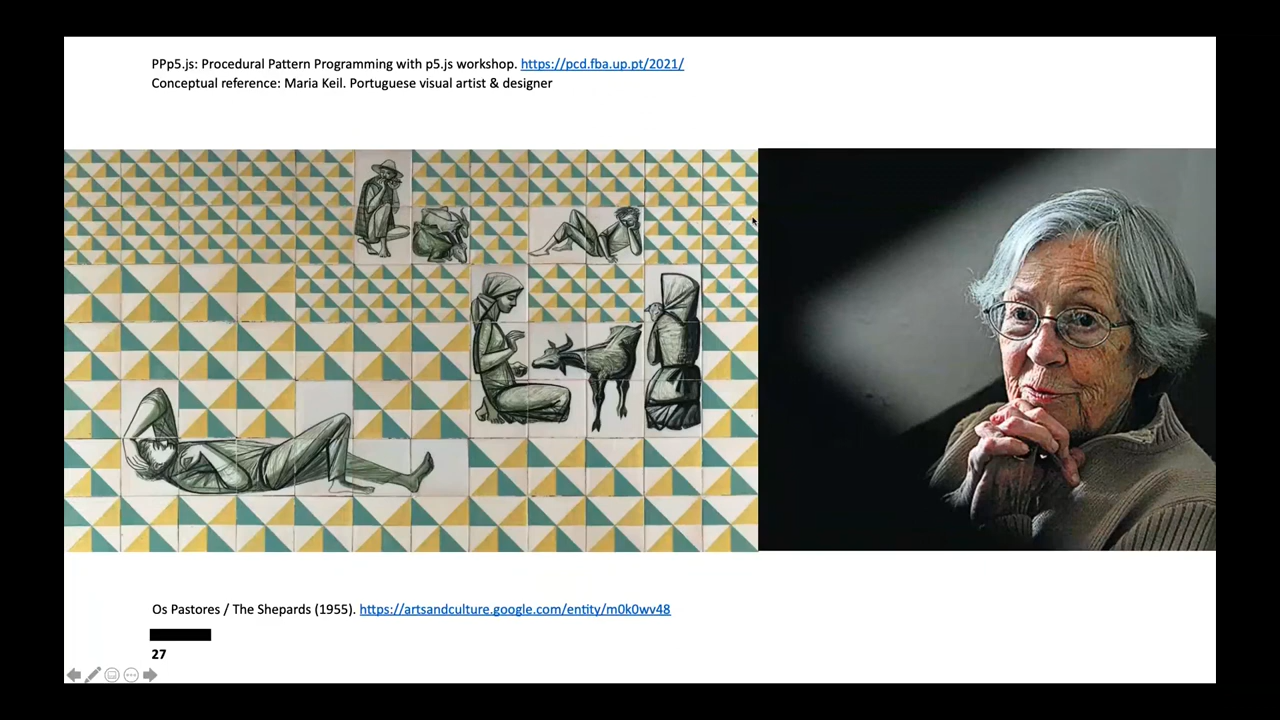 PPp5.js: Procedural Pattern Programming with p5.js workshop. https://pcd.fba.up.pt/2021/
Conceptual reference: Maria Keil. Portuguese visual artist & designer
Os Pastores / The Shepards (1955). https://artsandculture.google.com/entity/m0k0wv48
27